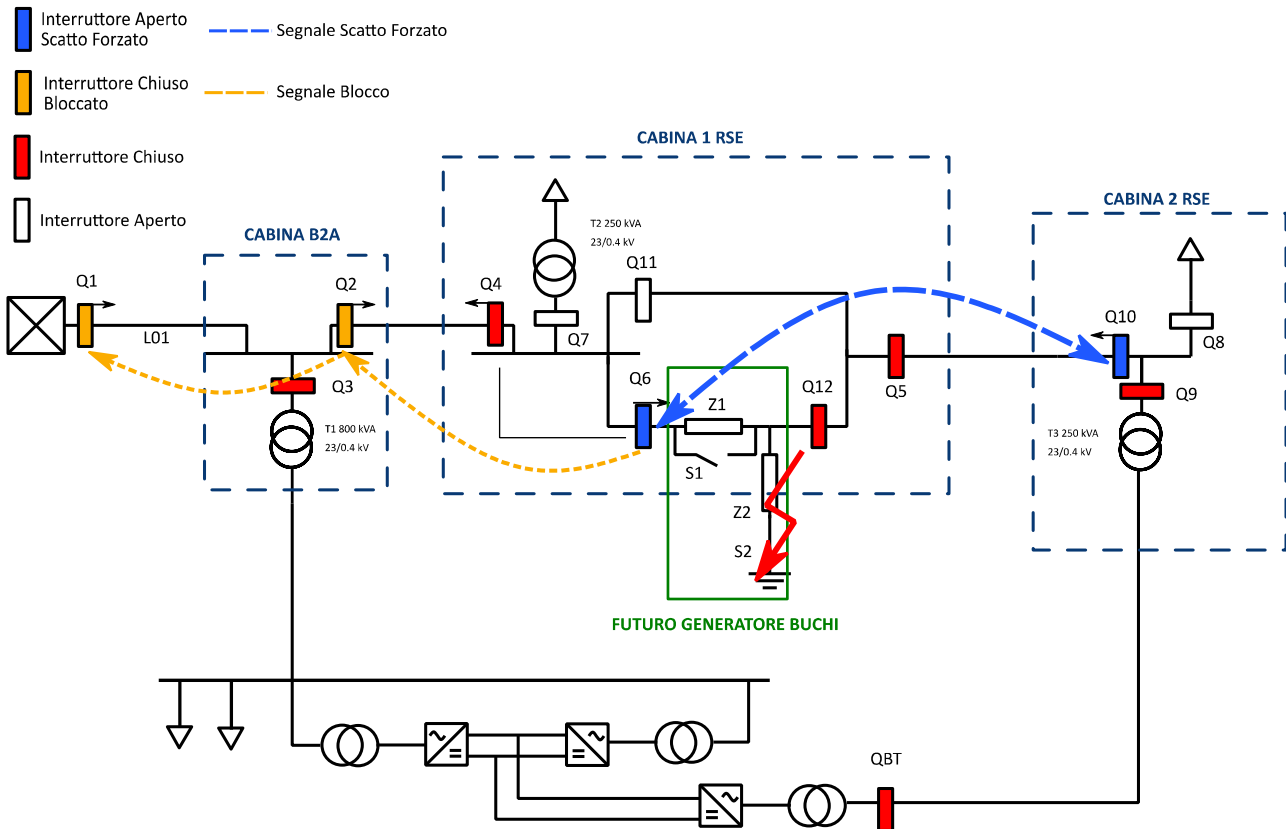 Interruttore Aperto
Scatto Forzato
Segnale Scatto Forzato
Interruttore Chiuso
Bloccato
Segnale Blocco
Interruttore Chiuso
Interruttore Aperto
CABINA 1 RSE
CABINA 2 RSE
CABINA B2A
T2 250 kVA
23/0.4 kV
Q1
Q2
Q4
Q11
Q10
L01
Q7
Q8
Q3
Q6
Z1
Q12
Q5
Q9
T1 800 kVA
23/0.4 kV
T3 250 kVA
23/0.4 kV
S1
Z2
S2
FUTURO GENERATORE BUCHI
QBT